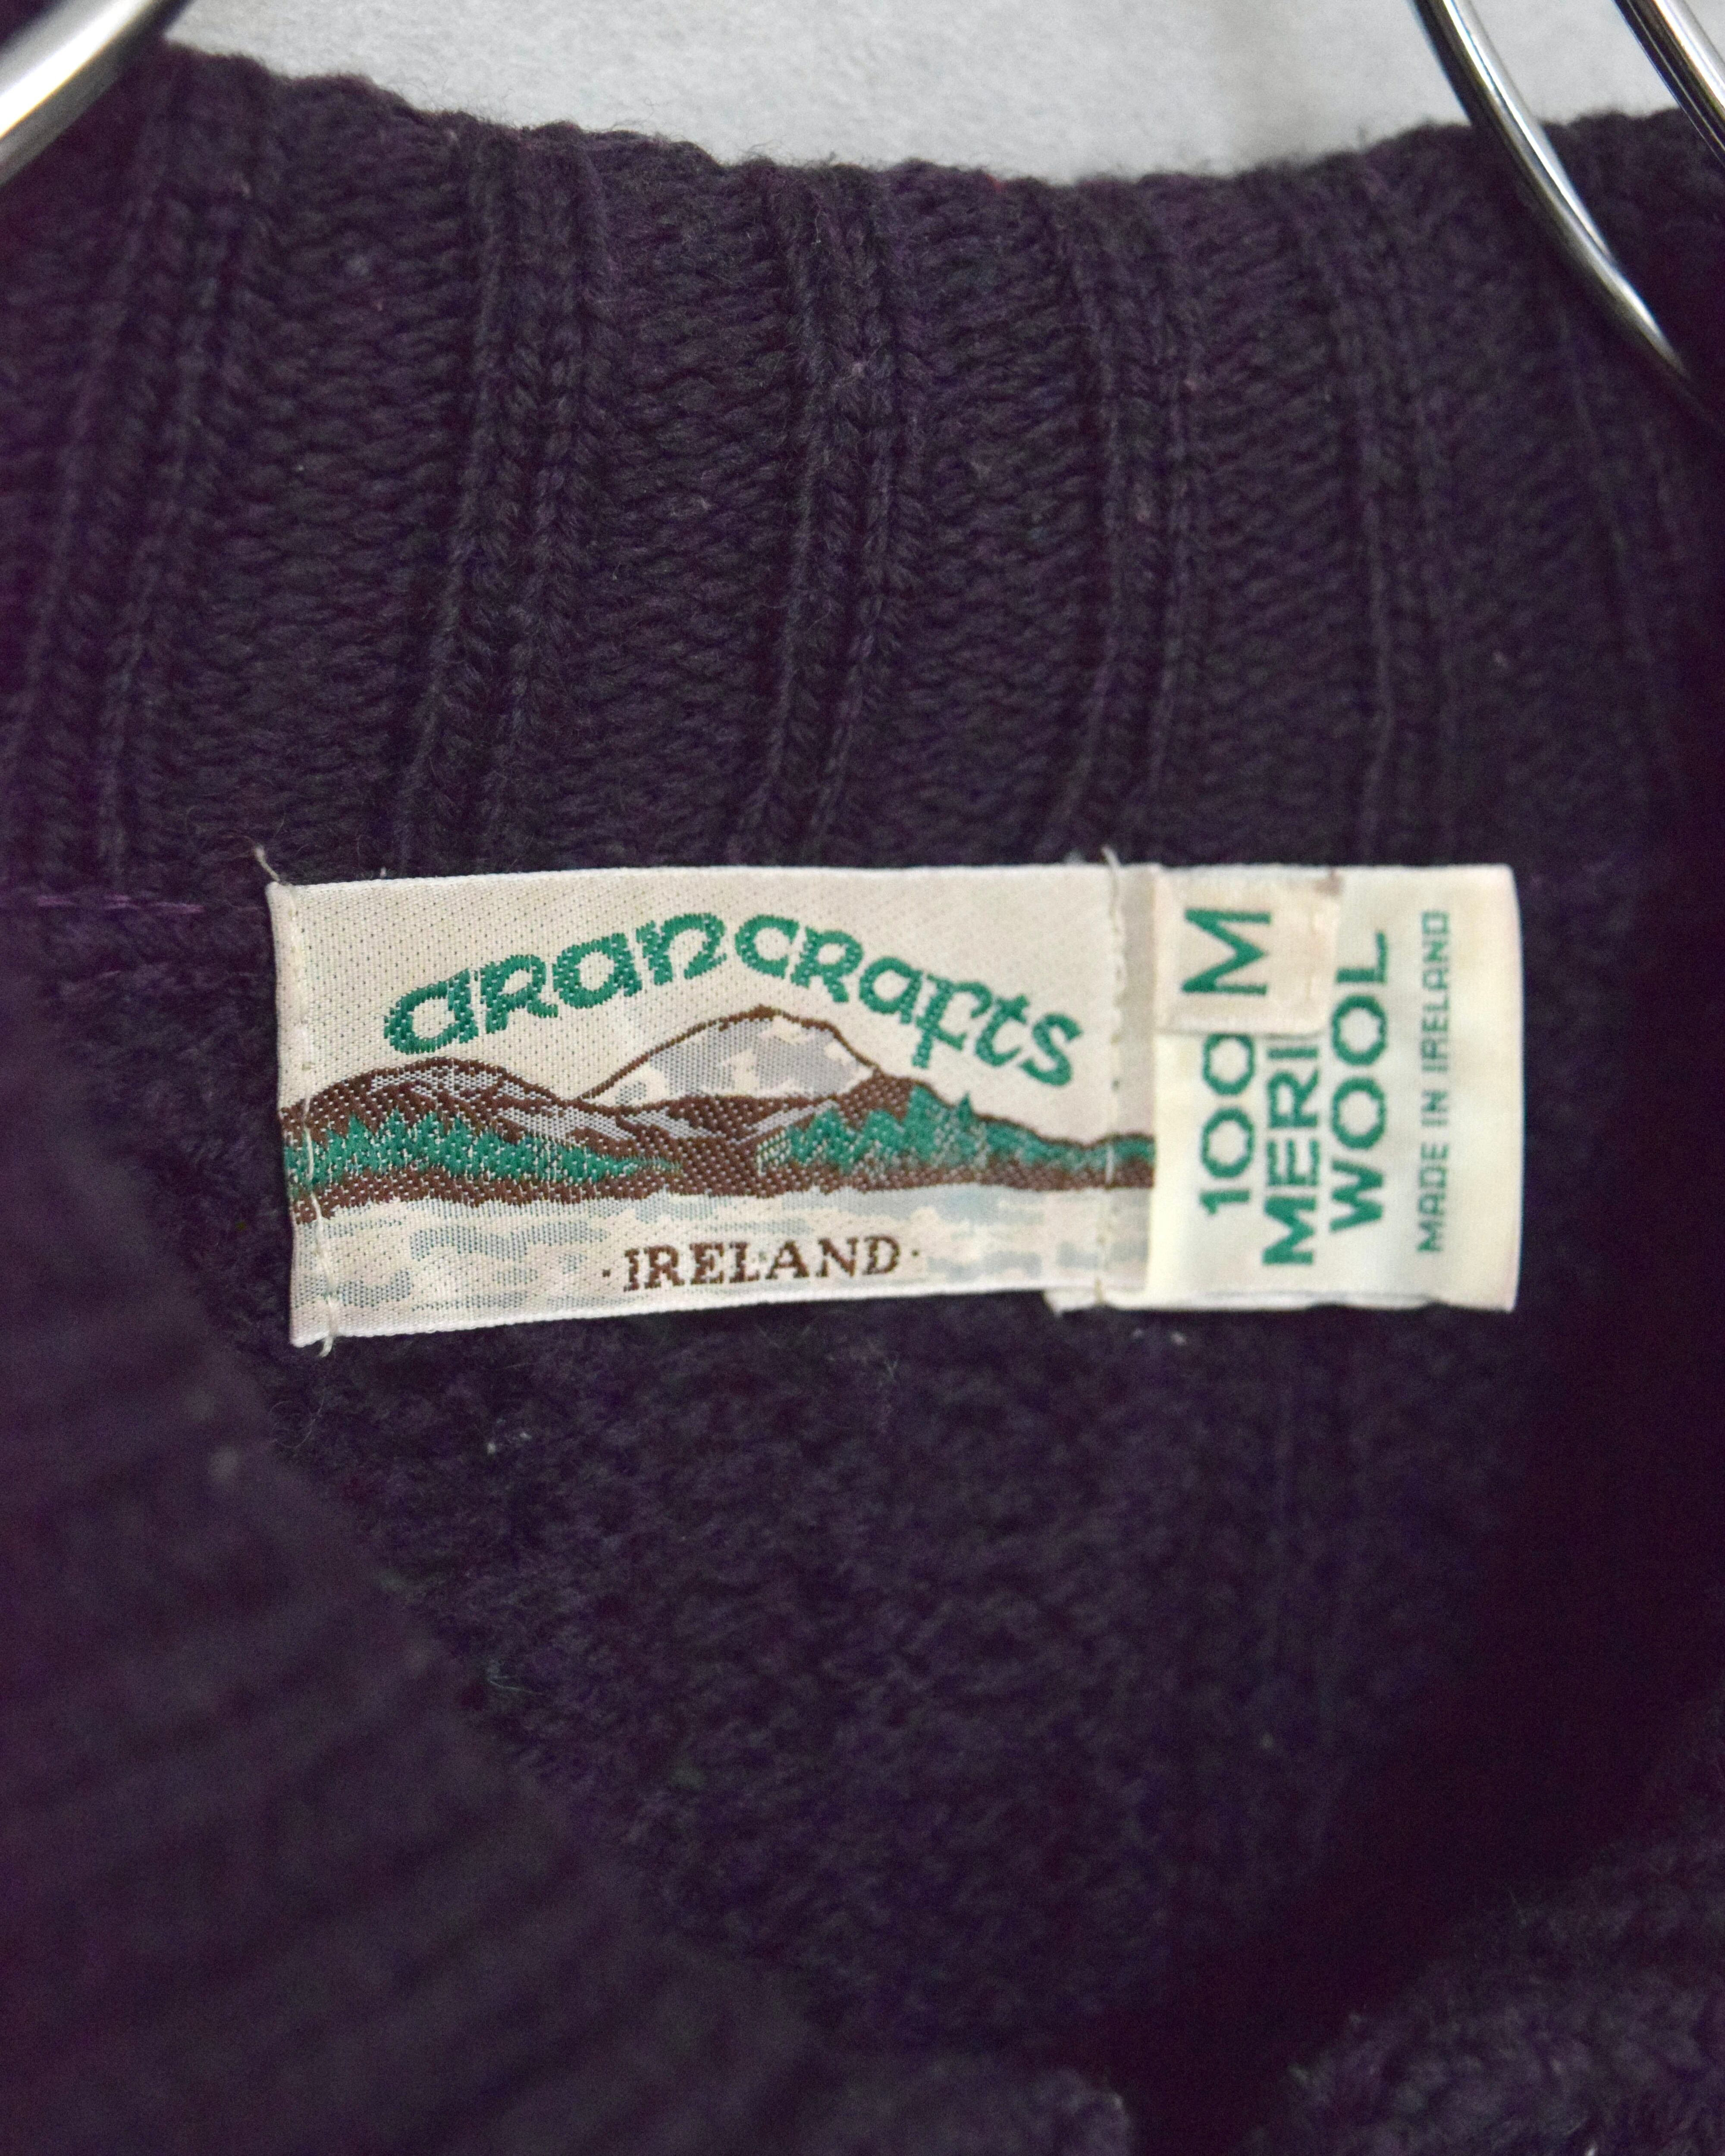 arancrafts
·IRELAND·
M
100
MERI
WOOL
MADE IN IRELAND